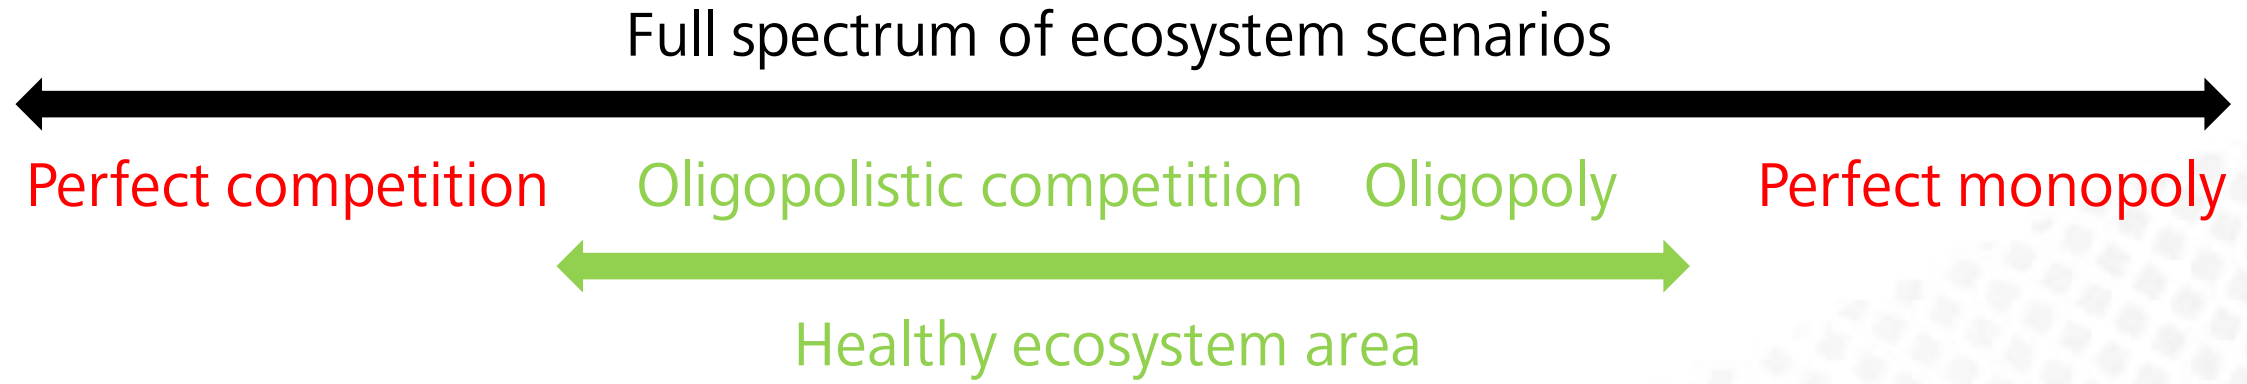 Full spectrum of ecosystem scenarios
Perfect competition Oligopolistic competition Oligopoly Perfect monopoly
Healthy ecosystem area